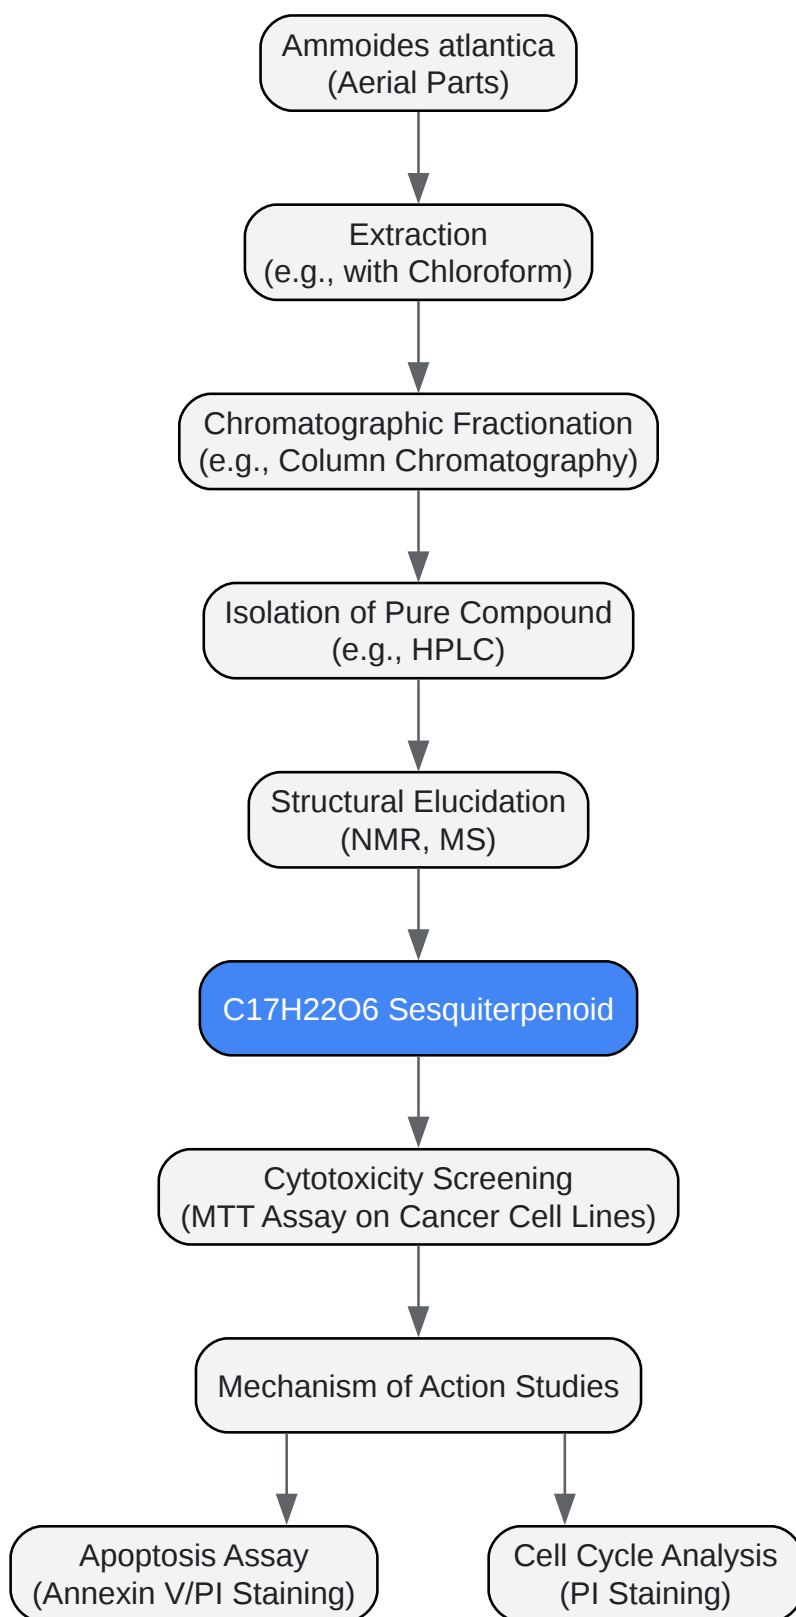 Ammoides atlantica
(Aerial Parts)
Extraction
(e.g., with Chloroform)
Chromatographic Fractionation
(e.g., Column Chromatography)
Isolation of Pure Compound
(e.g., HPLC)
Structural Elucidation
(NMR, MS)
C17H22O6 Sesquiterpenoid
Cytotoxicity Screening
(MTT Assay on Cancer Cell Lines)
Mechanism of Action Studies
Apoptosis Assay
(Annexin V/PI Staining)
Cell Cycle Analysis
(PI Staining)